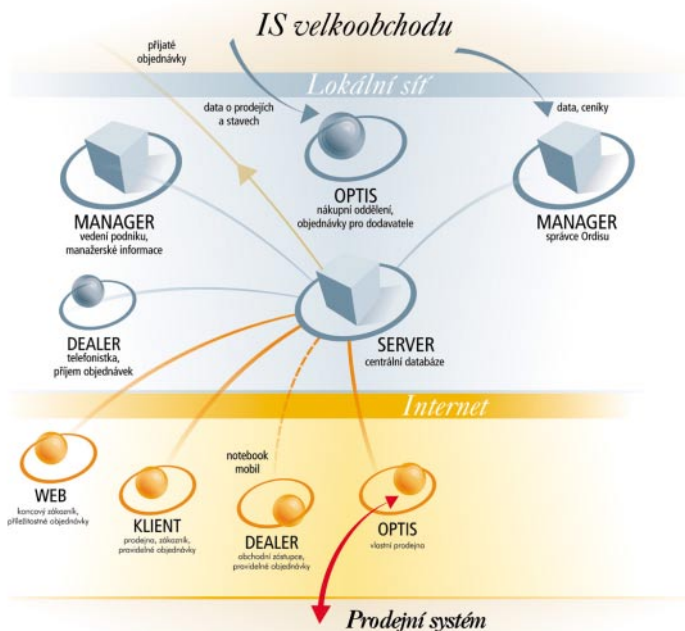 IS velkoobchodu
přijaté
objednávky
Lokální síť
data o prodejích
a stavech
data, ceníky
MANAGER
vedení podniku,
manažerské informace
OPTIS
nákupní oddělení,
objednávky pro dodavatele
MANAGER
správce Ordisu
DEALER
telefonistka,
příjem objednávek
SERVER
centrální databáze
Internet
WEB
koncový zákazník,
příležitostné objednávky
KLIENT
prodejna, zákazník,
pravidelné objednávky
notebook
mobil
DEALER
obchodní zástupce,
pravidelné objednávky
OPTIS
vlastní prodejna
Prodejní systém